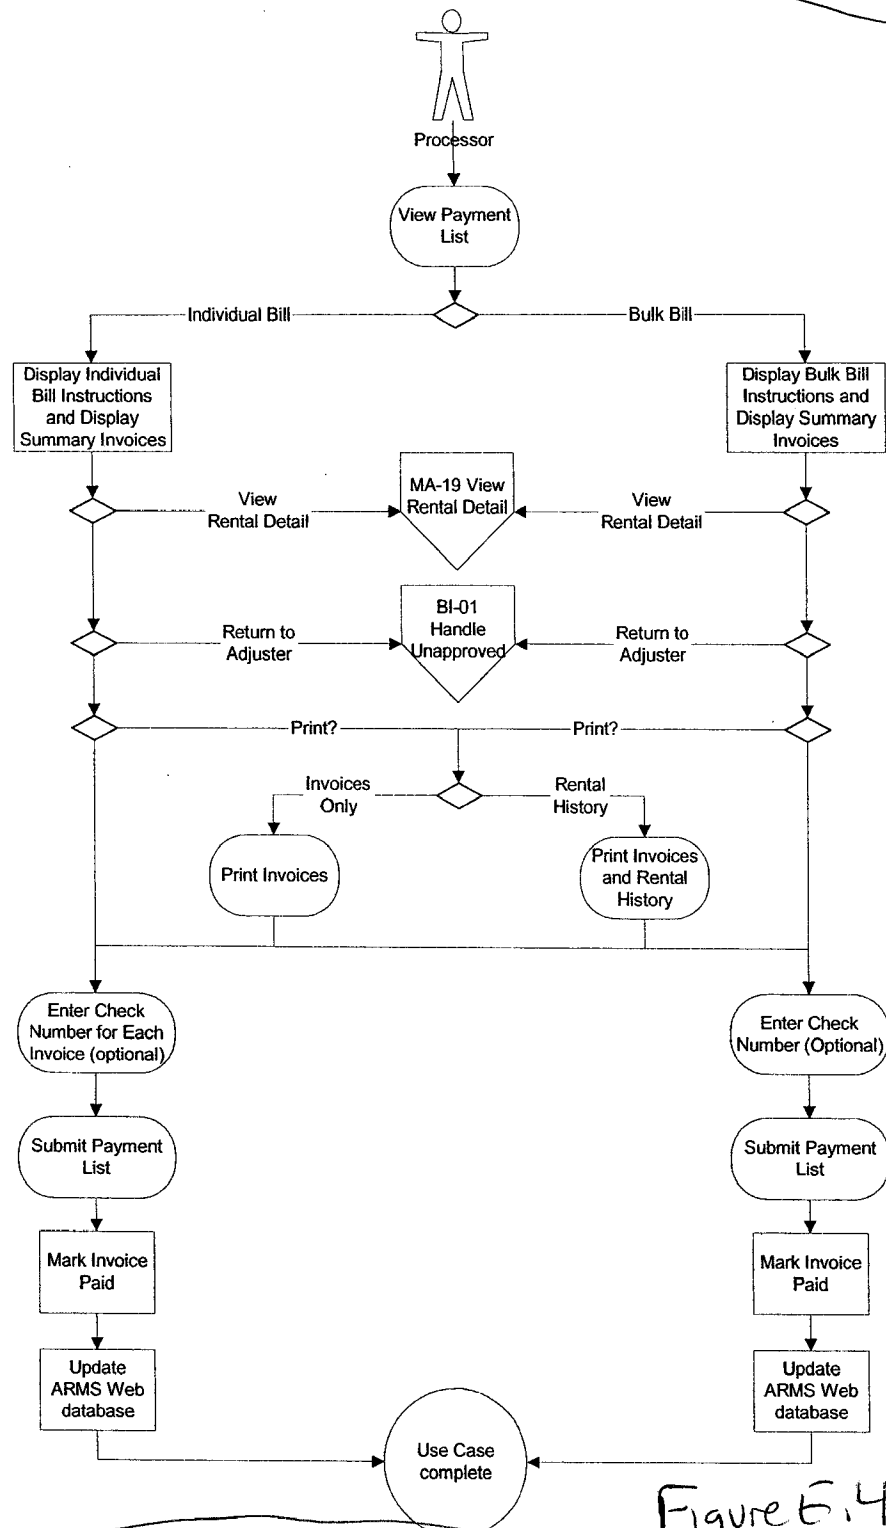 Processor
View Payment
List
Individual Bill
Bulk Bill
Display Individual
Bill Instructions
and Display
Summary Invoices
Display Bulk Bill
Instructions and
Display Summary
Invoices
View
Rental Detail
MA-19 View
Rental Detail
View
Rental Detail
Return to
Adjuster
BI-01
Handle
Unapproved
Return to
Adjuster
Print?
Print?
Invoices
Only
Rental
History
Print Invoices
Print Invoices
and Rental
History
Enter Check
Number for Each
Invoice (optional)
Enter Check
Number (Optional)
Submit Payment
List
Submit Payment
List
Mark Invoice
Paid
Mark Invoice
Paid
Update
ARMS Web
database
Update
ARMS Web
database
Use Case
complete
Figure E.4